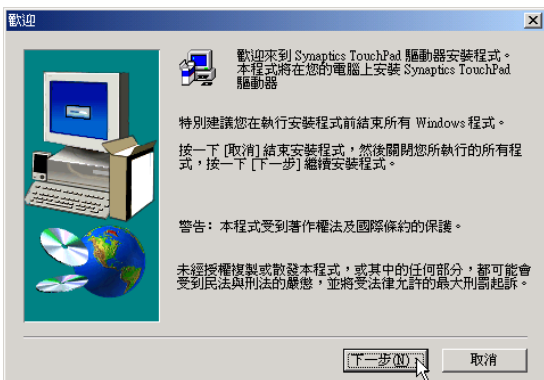 歡迎
歡迎來到 Synaptics TouchPad 驅動器安裝程式。
本程式將在您的電腦上安裝 Synaptics TouchPad
驅動器
特別建議您在執行安裝程式前結束所有 Windows 程式。
按一下 [取消] 結束安裝程式，然後關閉您所執行的所有程
式，按一下 [下一步] 繼續安裝程式。
警告：本程式受到著作權法及國際條約的保護。
未經授權複製或散發本程式，或其中的任何部分，都可能會
受到民法與刑法的嚴懲，並將受法律允許的最大刑罰起訴。
下一步(N)
取消